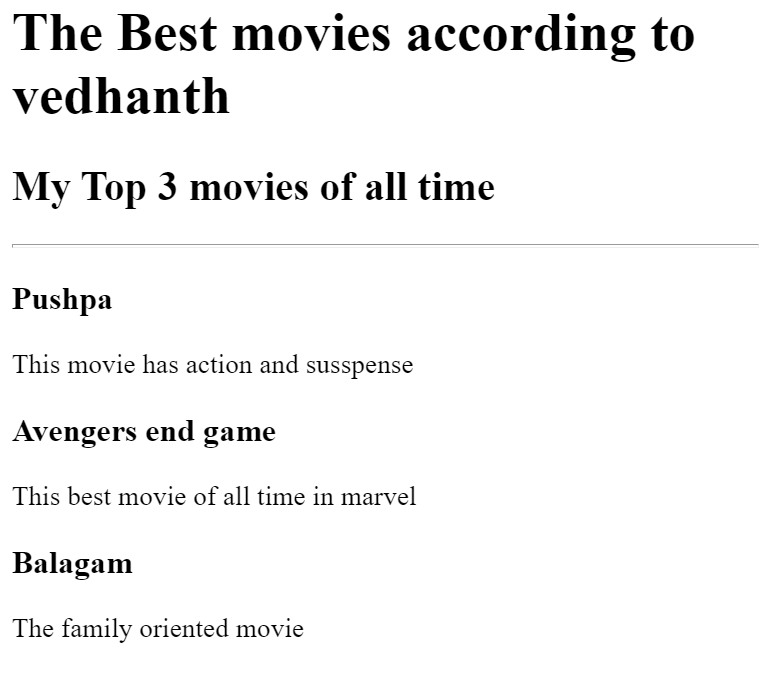 The Best movies according to
vedhanth
My Top 3 movies of all time
Pushpa
This movie has action and susspense
Avengers end game
This best movie of all time in marvel
Balagam
The family oriented movie